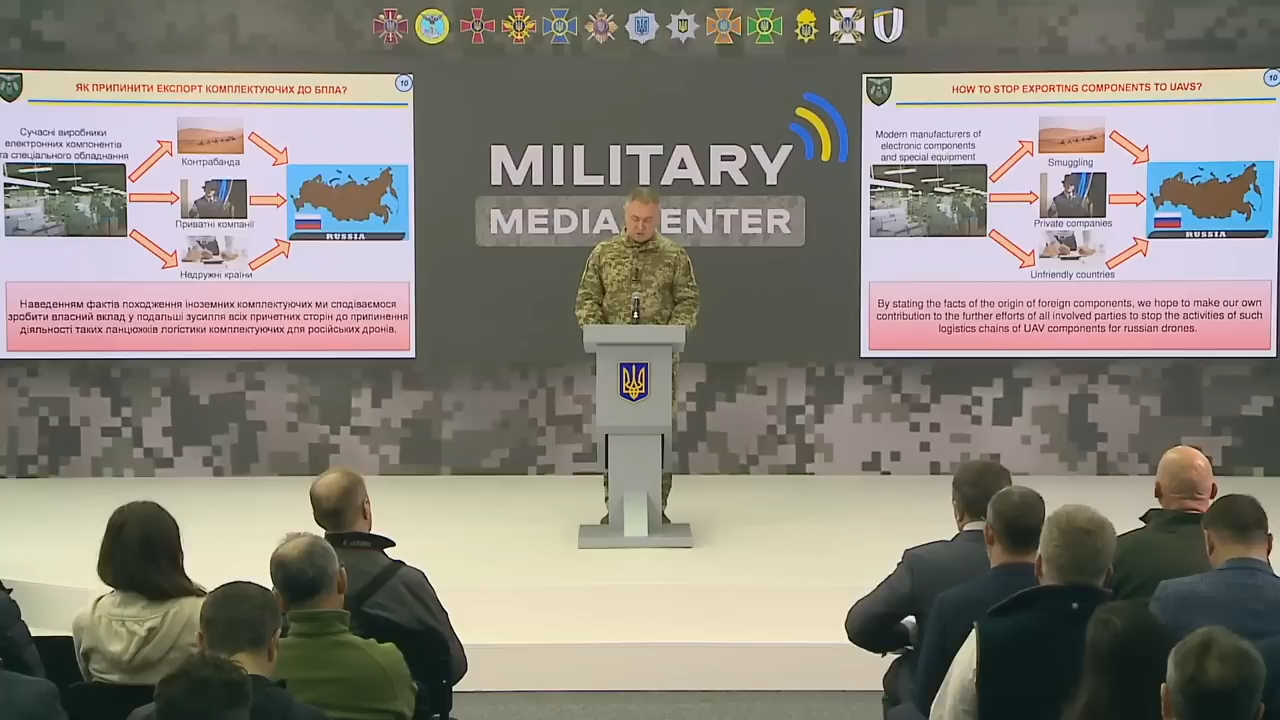 ЯК ПРИПИНИТИ ЕКСПОРТ КОМПЛЕКТУЮЧИХ ДО БПЛА?
10
Сучасні виробники
електронних компонентів
та спеціального обладнання
Контрабанда
Приватні компанії
Недружні країни
RUSSIA
Наведенням фактів походження іноземних комплектуючих ми сподіваємося
зробити власний вклад у подальші зусилля всіх причетних сторін до припинення
діяльності таких ланцюжків логістики комплектуючих для російських дронів.
MILITARY
MEDIA CENTER
HOW TO STOP EXPORTING COMPONENTS TO UAVS?
10
Modern manufacturers of
electronic components
and special equipment
Smuggling
Private companies
Unfriendly countries
RUSSIA
By stating the facts of the origin of foreign components, we hope to make our own
contribution to the further efforts of all involved parties to stop the activities of such
logistics chains of UAV components for russian drones.